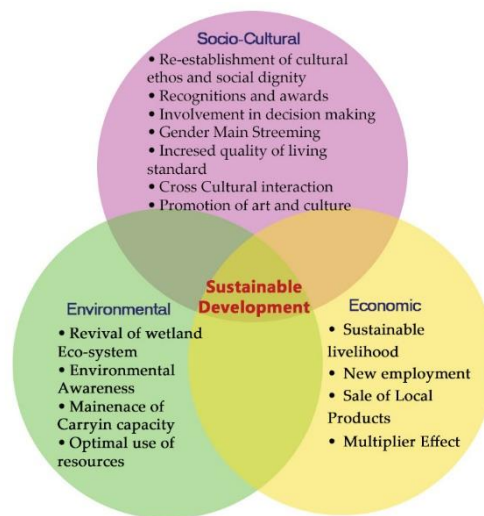 Socio-Cultural
• Re-establishment of cultural
ethos and social dignity
• Recognitions and awards
• Involvement in decision making
• Gender Main Streeming
• Incresed quality of living
standard
• Cross Cultural interaction
• Promotion of art and culture
Sustainable
Development
Environmental
• Revival of wetland
Eco-system
• Environmental
Awareness
• Mainenace of
Carryin capacity
• Optimal use of
resources
Economic
• Sustainable
livelihood
• New employment
• Sale of Local
Products
• Multiplier Effect